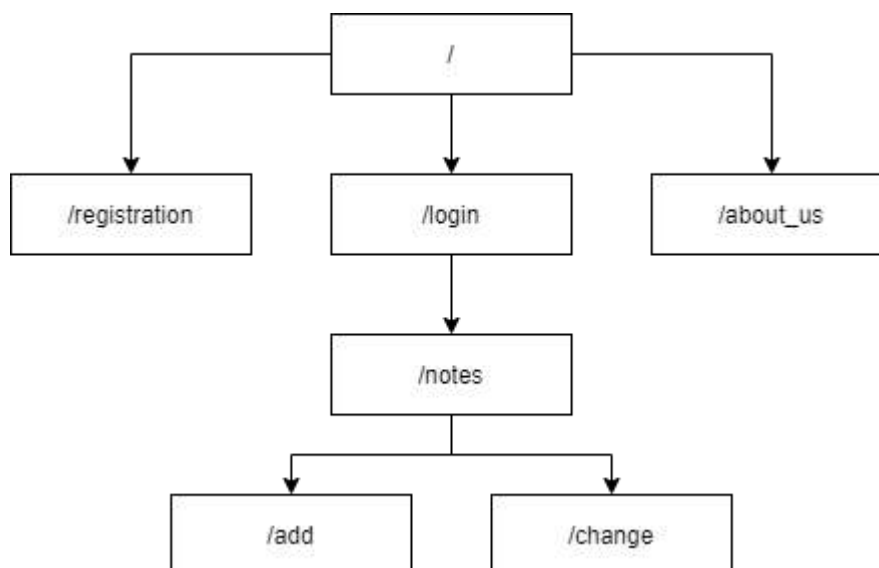 /
/registration
/login
/about_us
/notes
/add
/change